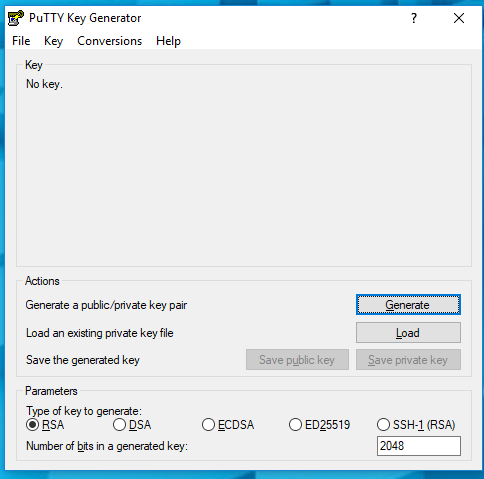 PuTTY Key Generator
?
File Key Conversions Help
Key
No key.
Actions
Generate a public/private key pair Generate
Load an existing private key file Load
Save the generated key Save public key Save private key
Parameters
Type of key to generate:
RSA DSA ECDSA ED25519 SSH-1 (RSA)
Number of bits in a generated key: 2048